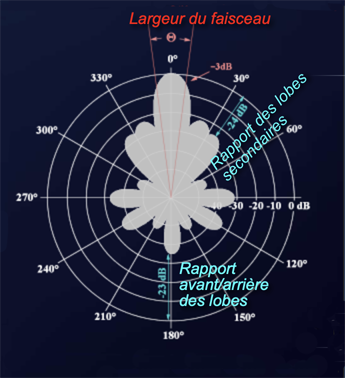 Largeur du faisceau
Θ
0°
-3dB
330°
30°
-24 dB
Rapport des lobes
secondaires
300°
60°
270°
-30 -20 -10 0 dB
240°
120°
Rapport
avant/arrière
des lobes
-23 dB
210°
150°
180°